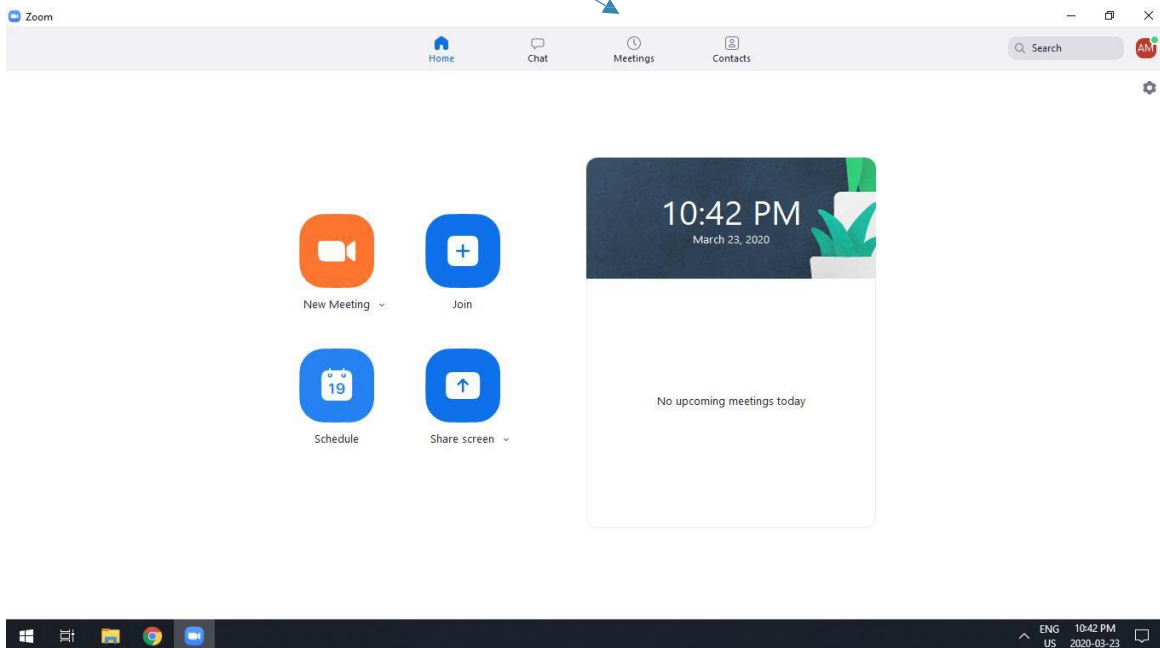 Zoom
Home Chat Meetings Contacts
Search
AM
10:42 PM
March 23, 2020
New Meeting
Join
19
Schedule
Share screen
No upcoming meetings today
ENG 10:42 PM
US 2020-03-23